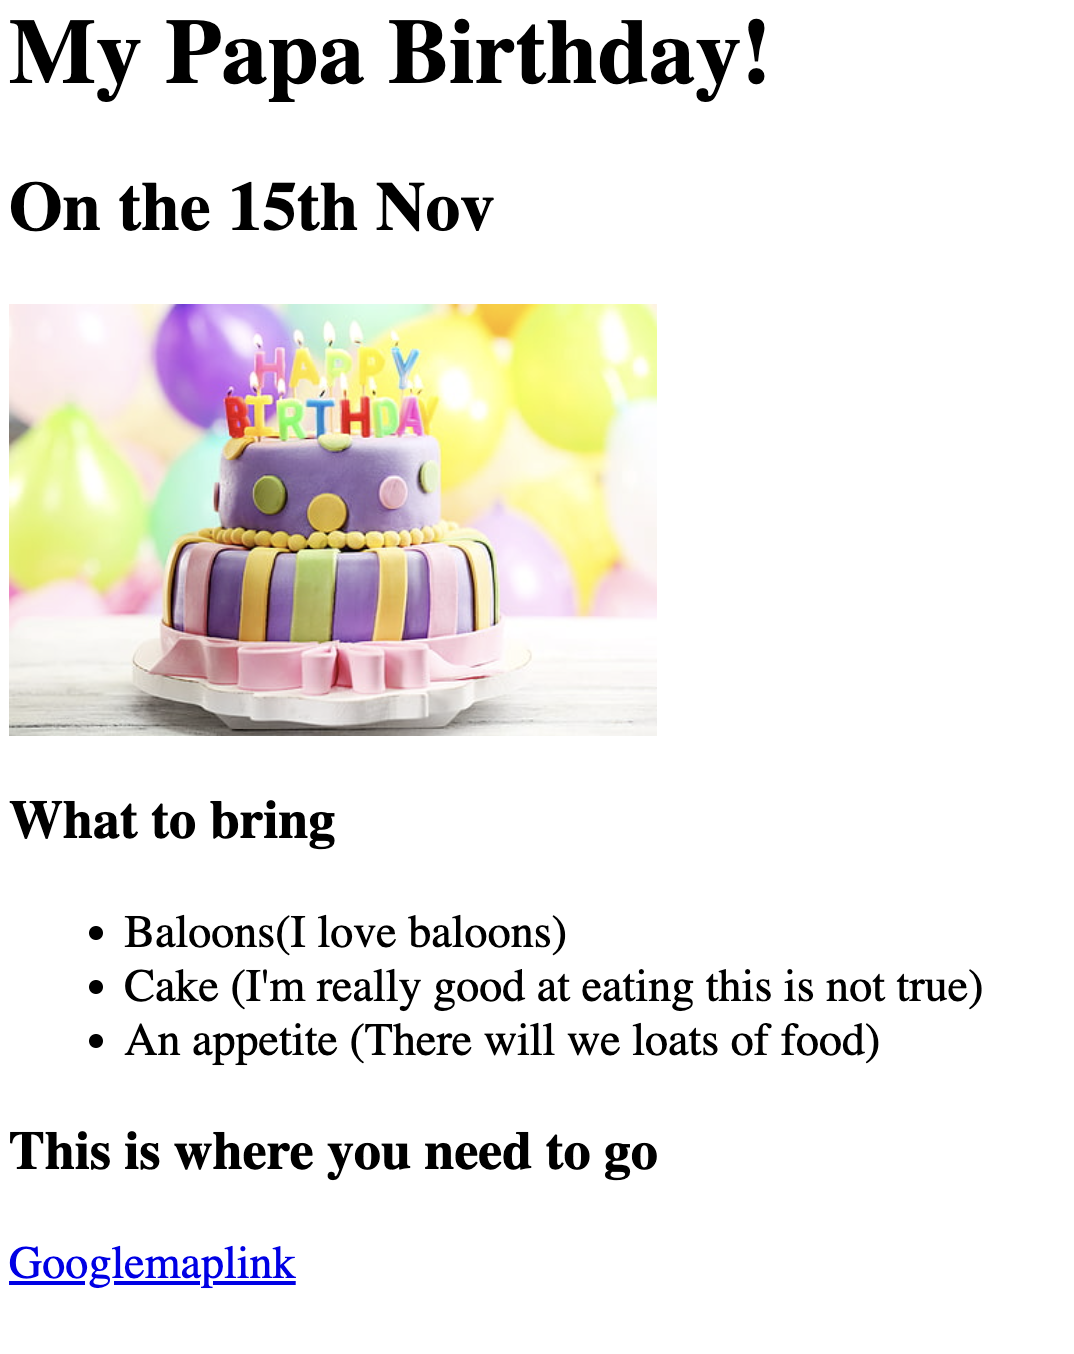 My Papa Birthday!
On the 15th Nov
HAPPY
BIRTHDAY
What to bring
• Baloons(I love baloons)
• Cake (I'm really good at eating this is not true)
• An appetite (There will we loats of food)
This is where you need to go
Googlemaplink